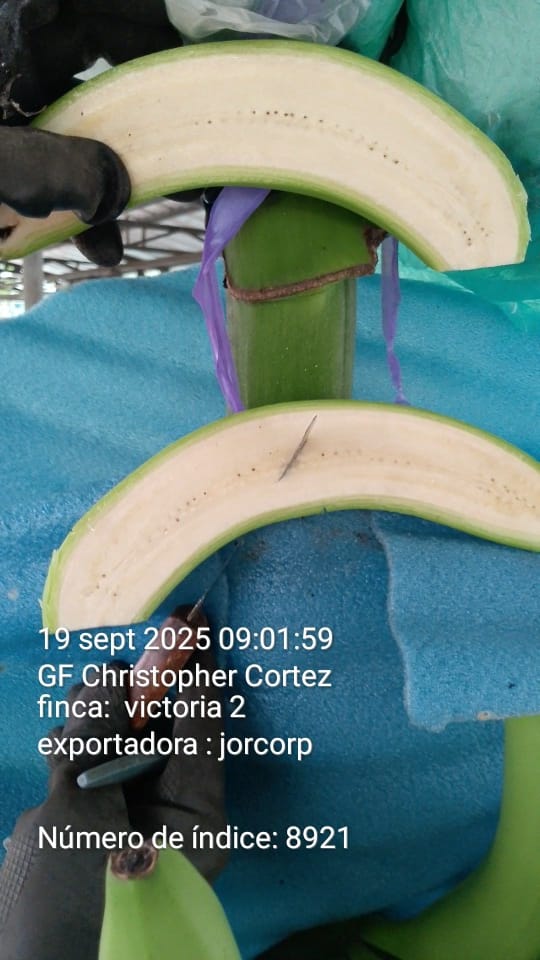 19 sept 2025 09:01:59
GF Christopher Cortez
finca: victoria 2
exportadora : jorcorp
Número de índice: 8921